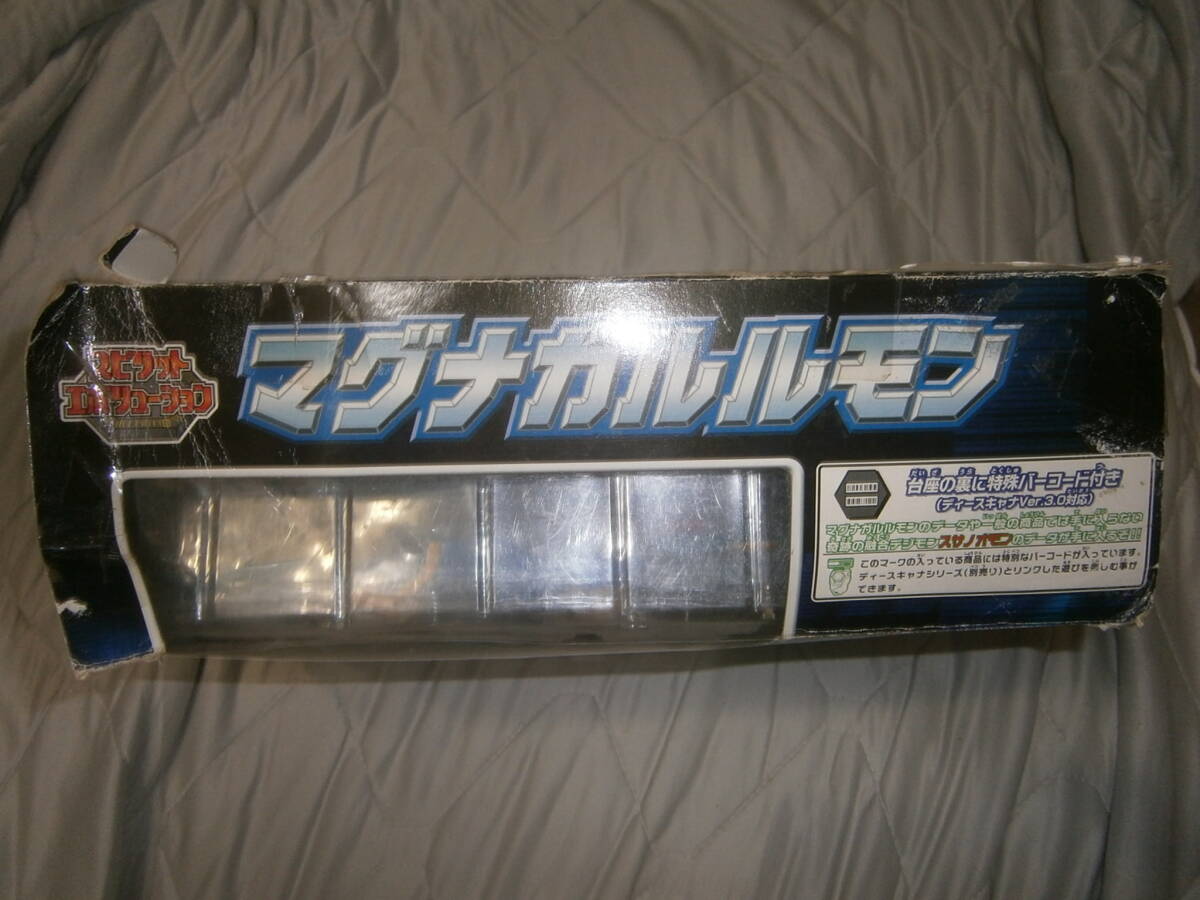 スピリット
エボリューション
マグナガルルモン
台座の裏に特殊バーコード付き
(ディースキャナVer.3.0対応)
マグナガルルモンのデータや一般の商品では手に入らない
奇跡の融合デジモンスサノオモンのデータが手に入るぞ!!
このマークの入っている商品には特別なバーコードが入っています。
ディースキャナシリーズ(別売り)とリンクした遊びを楽しむ事が
できます。